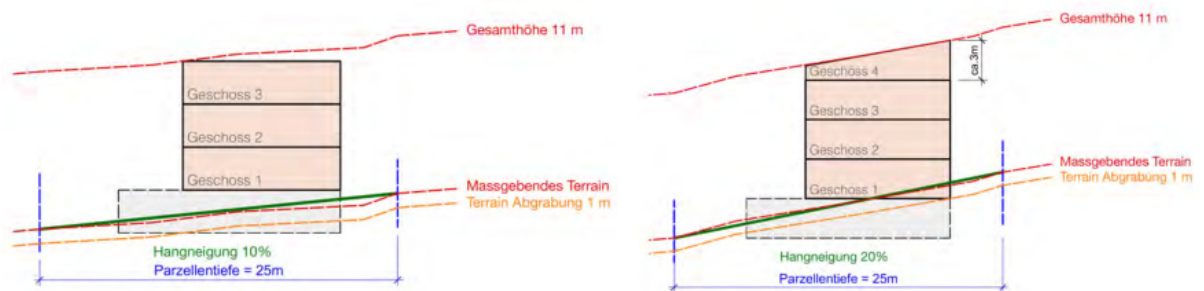 Gesamthöhe 11 m
Geschoss 3
Geschoss 2
Geschoss 1
Massgebendes Terrain
Terrain Abgrabung 1 m
Hangneigung 10%
Parzellentiefe = 25m
Gesamthöhe 11 m
ca.3m
Geschoss 4
Geschoss 3
Geschoss 2
Geschoss 1
Massgebendes Terrain
Terrain Abgrabung 1 m
Hangneigung 20%
Parzellentiefe = 25m